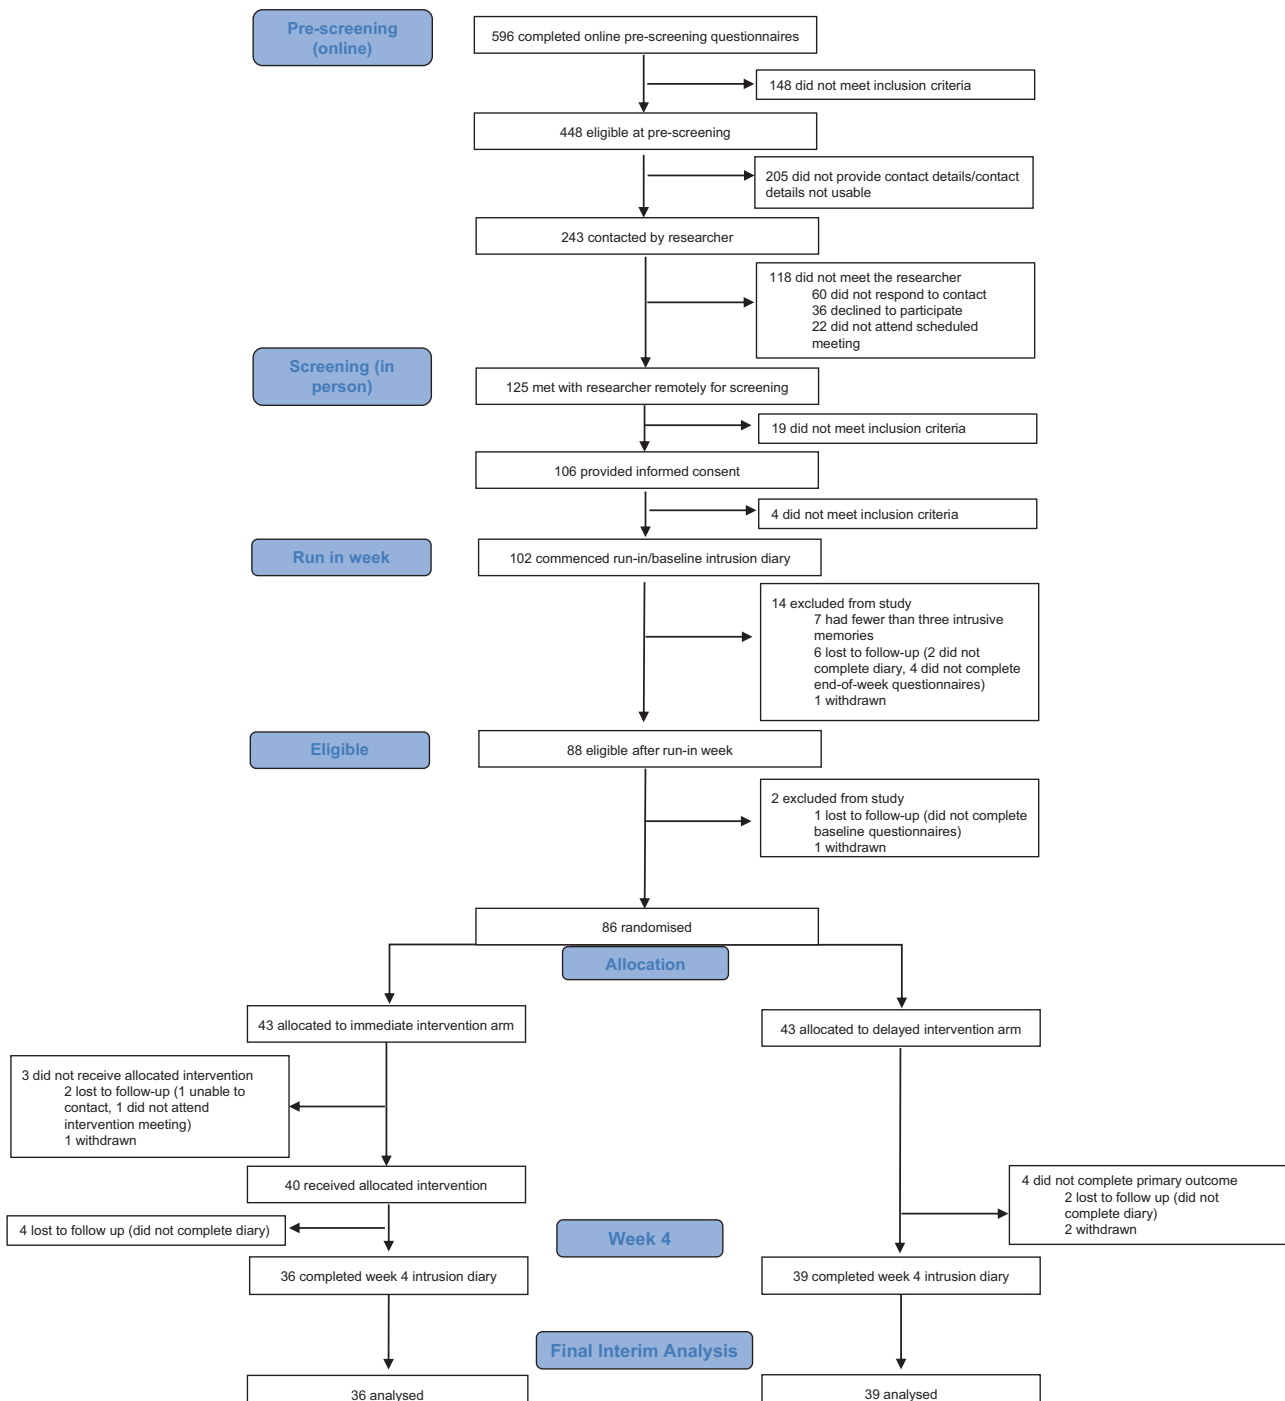 Pre-screening
(online)
596 completed online pre-screening questionnaires
148 did not meet inclusion criteria
448 eligible at pre-screening
205 did not provide contact details/contact
details not usable
243 contacted by researcher
118 did not meet the researcher
60 did not respond to contact
36 declined to participate
22 did not attend scheduled
meeting
Screening (in
person)
125 met with researcher remotely for screening
19 did not meet inclusion criteria
106 provided informed consent
4 did not meet inclusion criteria
Run in week
102 commenced run-in/baseline intrusion diary
14 excluded from study
7 had fewer than three intrusive
memories
6 lost to follow-up (2 did not
complete diary, 4 did not complete
end-of-week questionnaires)
1 withdrawn
Eligible
88 eligible after run-in week
2 excluded from study
1 lost to follow-up (did not complete
baseline questionnaires)
1 withdrawn
86 randomised
Allocation
43 allocated to immediate intervention arm
43 allocated to delayed intervention arm
3 did not receive allocated intervention
2 lost to follow-up (1 unable to
contact, 1 did not attend
intervention meeting)
1 withdrawn
40 received allocated intervention
4 did not complete primary outcome
2 lost to follow up (did not
complete diary)
2 withdrawn
4 lost to follow up (did not complete diary)
Week 4
36 completed week 4 intrusion diary
39 completed week 4 intrusion diary
Final Interim Analysis
36 analysed
39 analysed